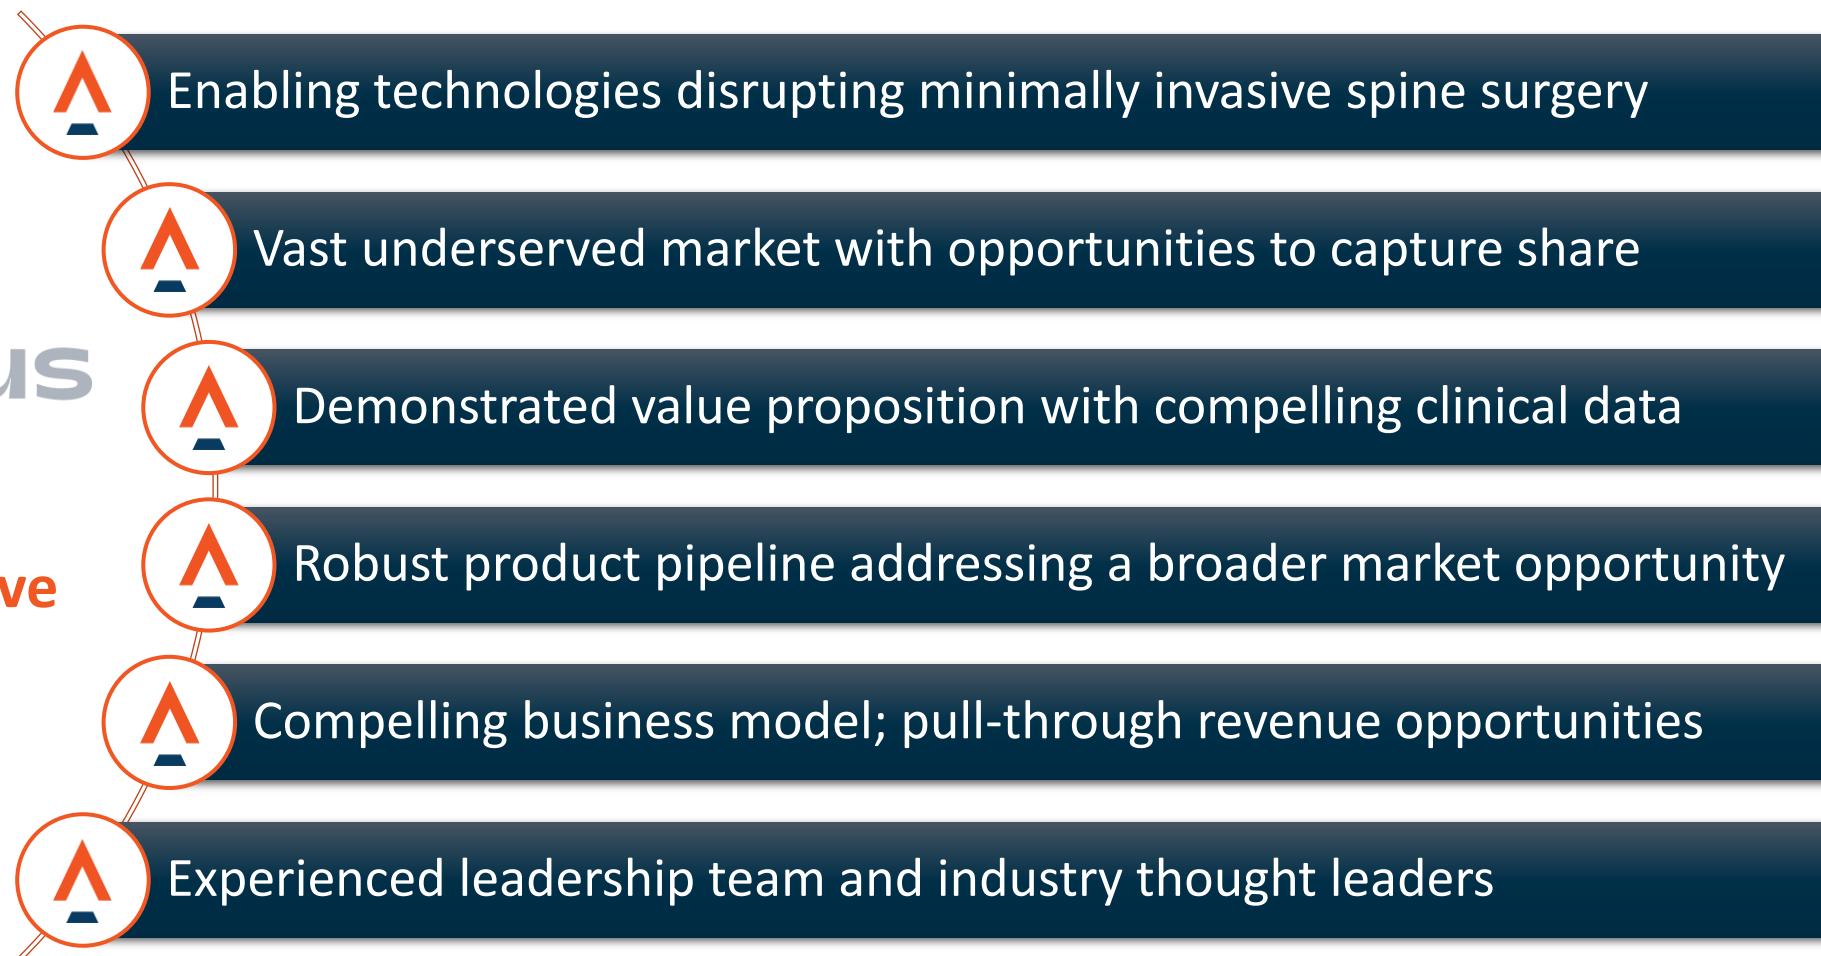 Enabling technologies disrupting minimally invasive spine surgery
Vast underserved market with opportunities to capture share
us
Demonstrated value proposition with compelling clinical data
Robust product pipeline addressing a broader market opportunity
ve
Compelling business model; pull-through revenue opportunities
Experienced leadership team and industry thought leaders